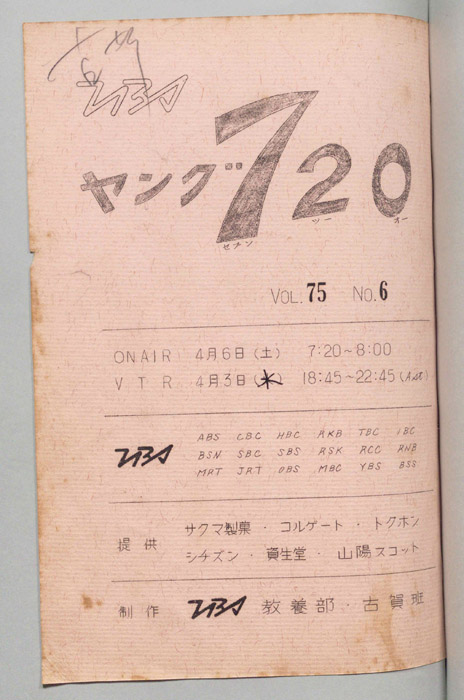 TBS
ヤング720
セブン ツー オー
VOL. 75 NO. 6
ONAIR 4月6日(土) 7:20~8:00
VTR 4月3日(水) 18:45~22:45
TBS
ABS CBC HBC RKB TBC IBC
BSN SBC SBS RSK RCC RNB
MRT JRT OBS MBC YBS BSS
提供
サクマ製菓・コルゲート・トクホン
シチズン・資生堂・山陽スコット
制作 TBS 教養部・古賀班